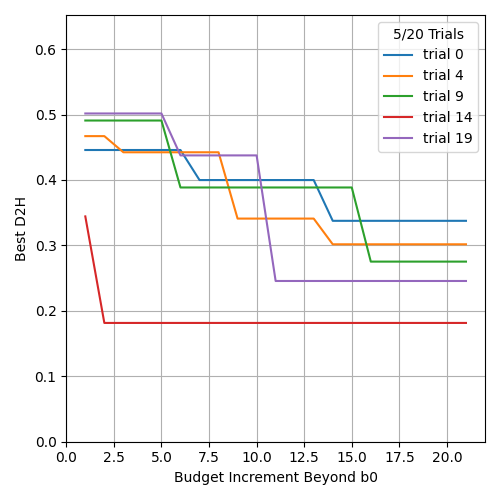 5/20 Trials
trial 0
trial 4
trial 9
trial 14
trial 19
Best D2H
0.6
0.5
0.4
0.3
0.2
0.1
0.0
0.0 2.5 5.0 7.5 10.0 12.5 15.0 17.5 20.0
Budget Increment Beyond b0